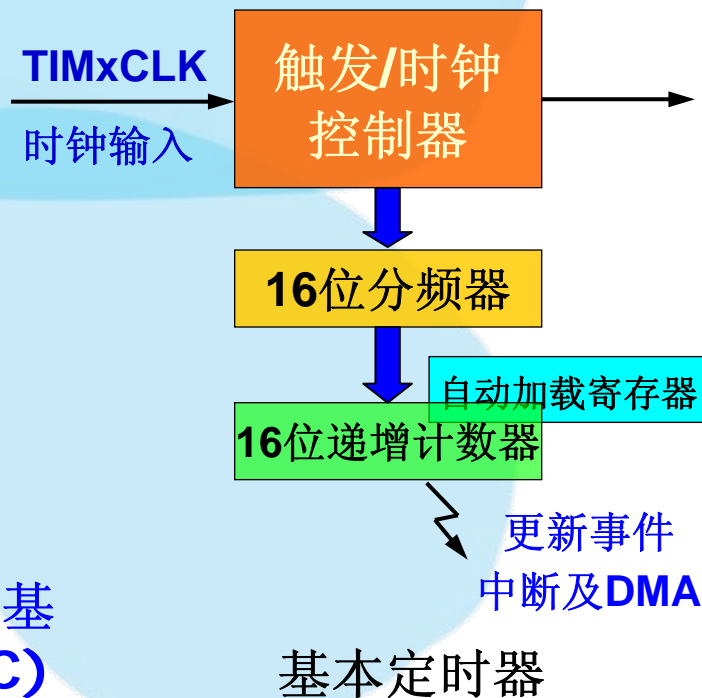 TIMxCLK
时钟输入
触发/时钟
控制器
16位分频器
自动加载寄存器
16位递增计数器
更新事件
中断及DMA
基
C）
基本定时器